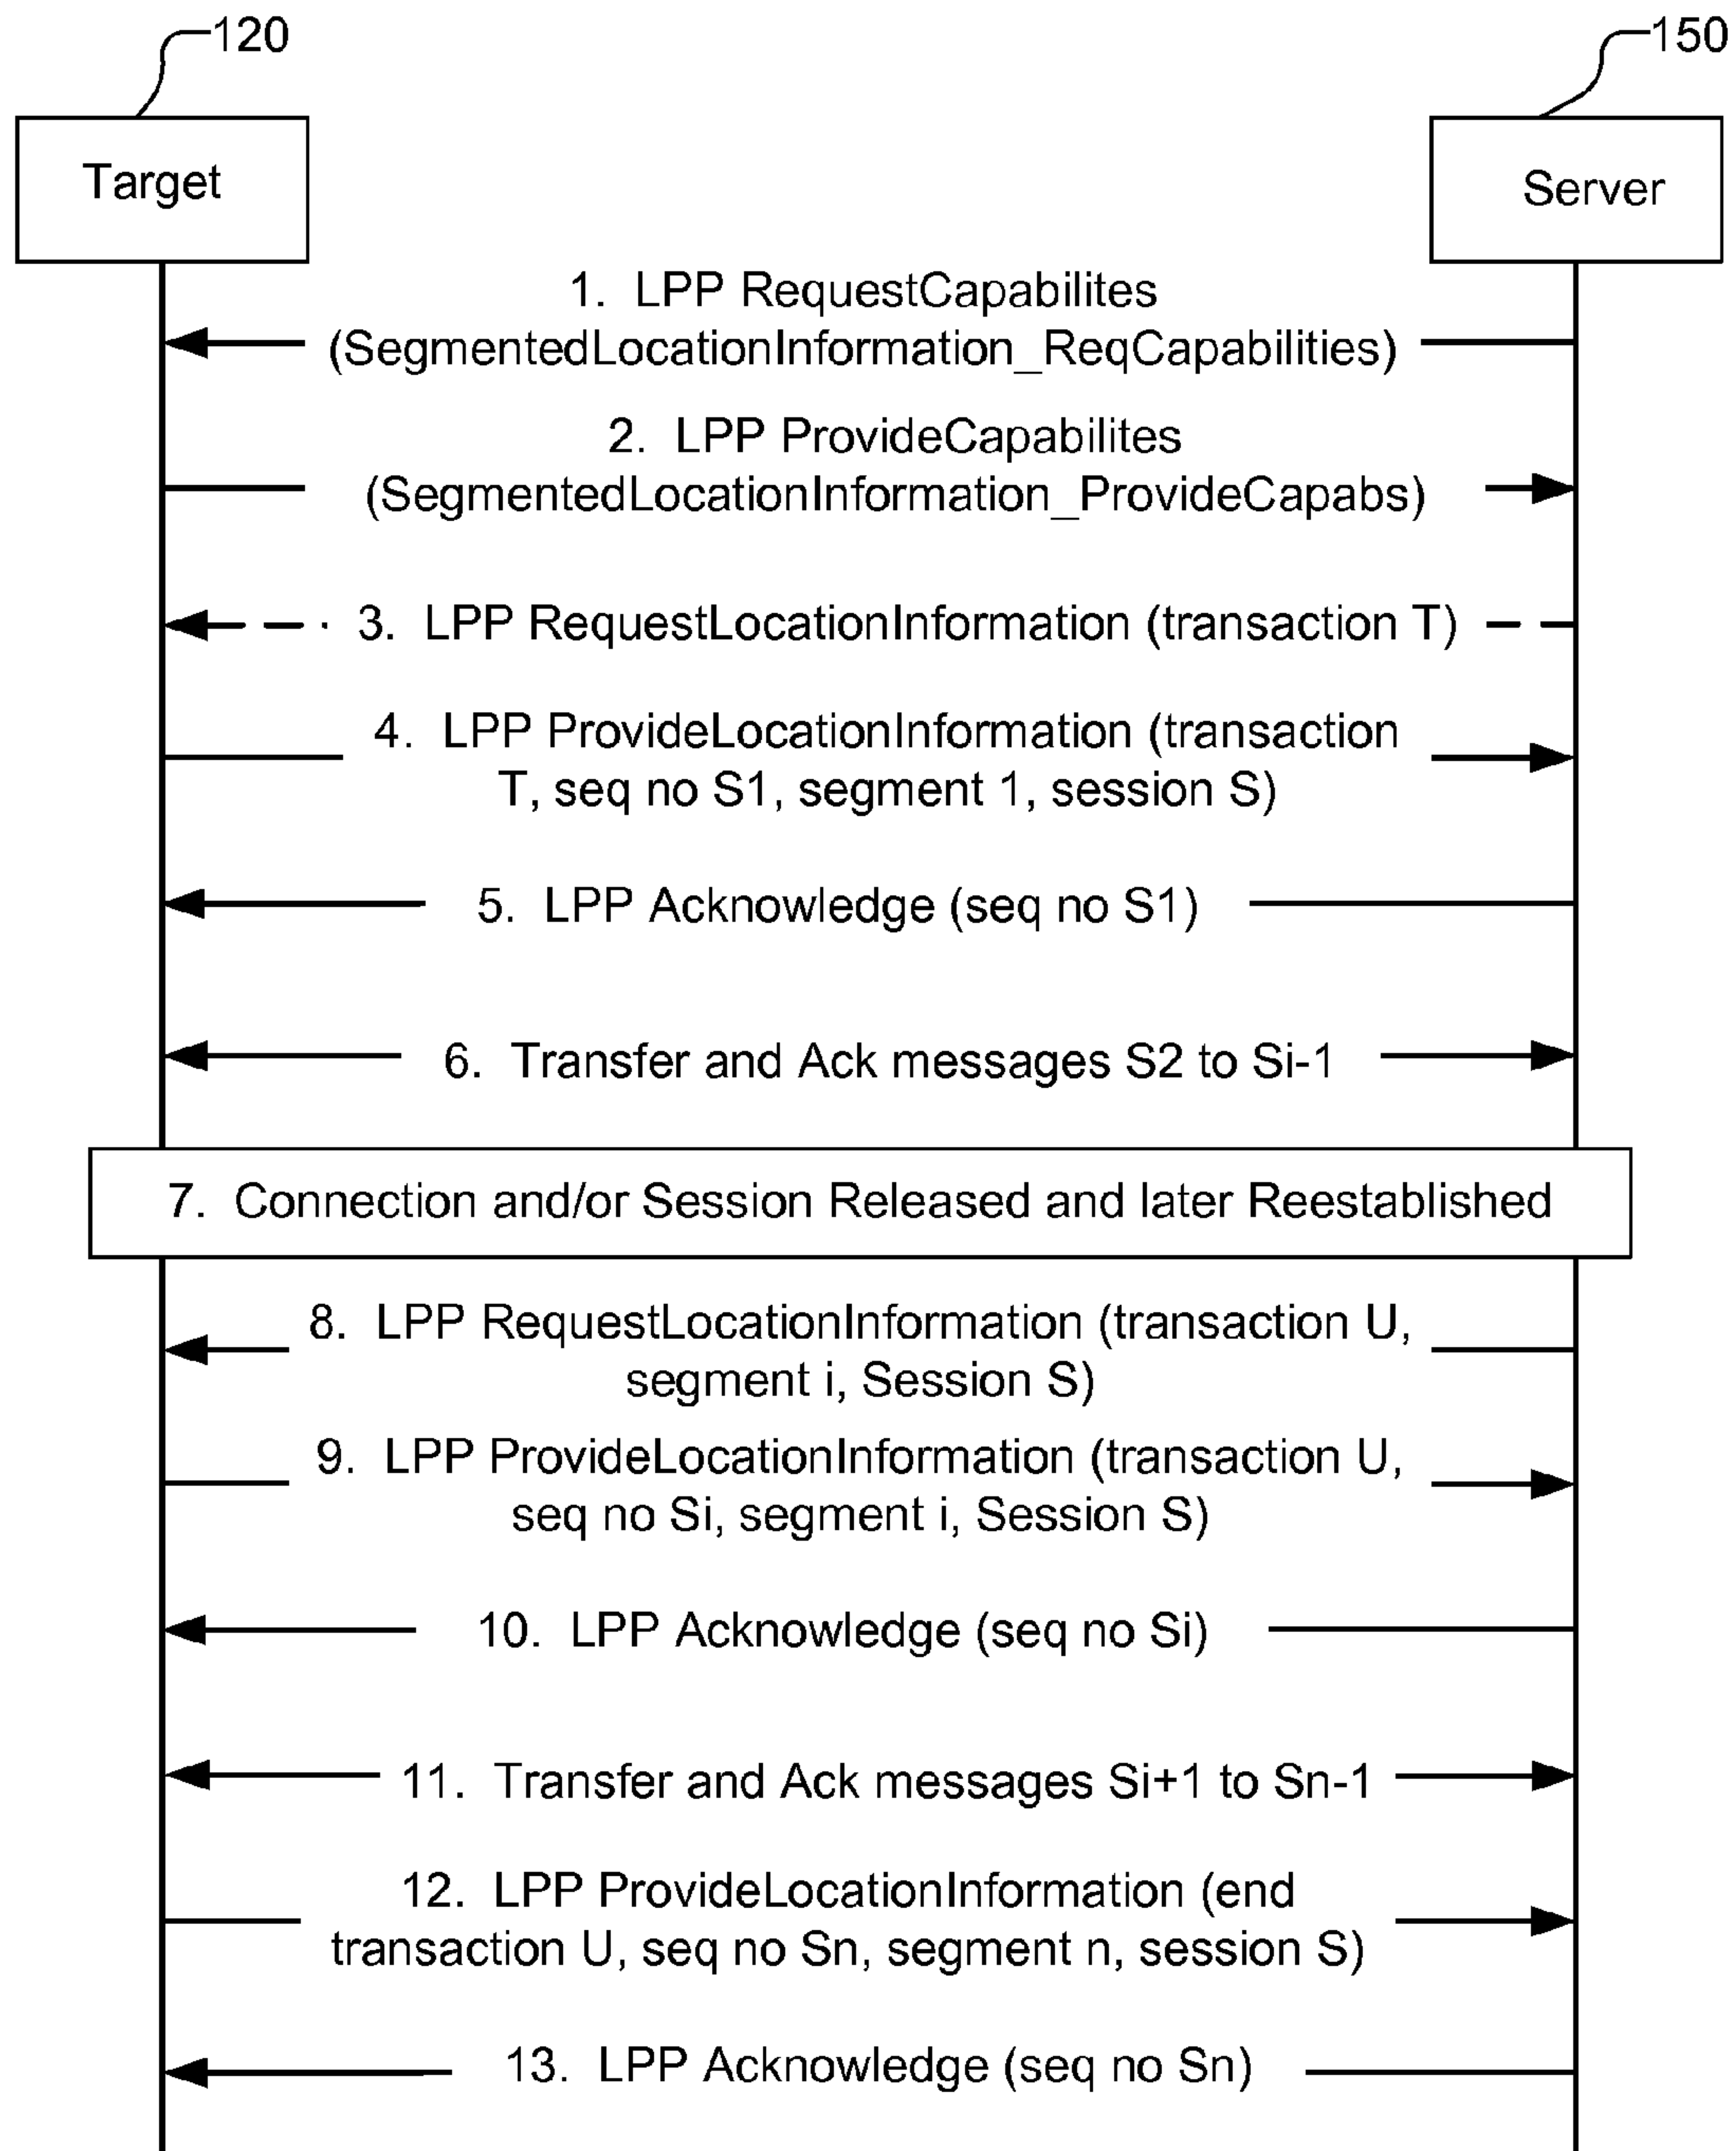 120
150
Target
Server
1. LPP RequestCapabilites
(SegmentedLocationInformation_ReqCapabilities)
2. LPP ProvideCapabilites
(SegmentedLocationInformation_ProvideCapabs)
3. LPP RequestLocationInformation (transaction T)
4. LPP ProvideLocationInformation (transaction
T, seq no S1, segment 1, session S)
5. LPP Acknowledge (seq no S1)
6. Transfer and Ack messages S2 to Si-1
7. Connection and/or Session Released and later Reestablished
8. LPP RequestLocationInformation (transaction U,
segment i, Session S)
9. LPP ProvideLocationInformation (transaction U,
seq no Si, segment i, Session S)
10. LPP Acknowledge (seq no Si)
11. Transfer and Ack messages Si+1 to Sn-1
12. LPP ProvideLocationInformation (end
transaction U, seq no Sn, segment n, session S)
13. LPP Acknowledge (seq no Sn)